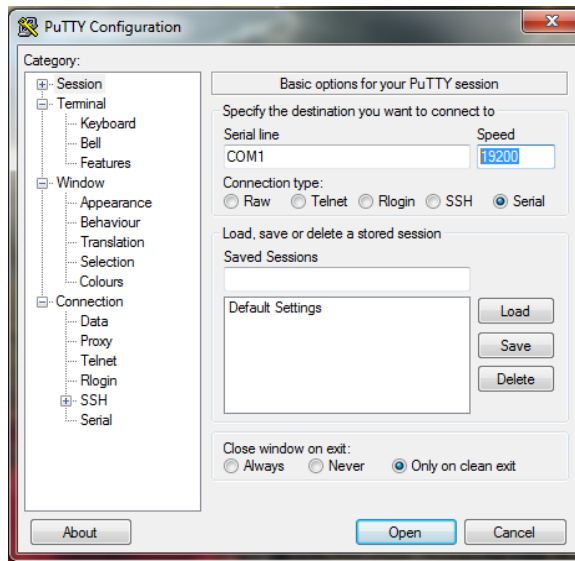 PuTTY Configuration
Category:
Session
Terminal
Keyboard
Bell
Features
Window
Appearance
Behaviour
Translation
Selection
Colours
Connection
Data
Proxy
Telnet
Rlogin
SSH
Serial
Basic options for your PuTTY session
Specify the destination you want to connect to
Serial line Speed
COM1 19200
Connection type:
Raw Telnet Rlogin SSH Serial
Load, save or delete a stored session
Saved Sessions
Default Settings
Load
Save
Delete
Close window on exit:
Always Never Only on clean exit
About Open Cancel